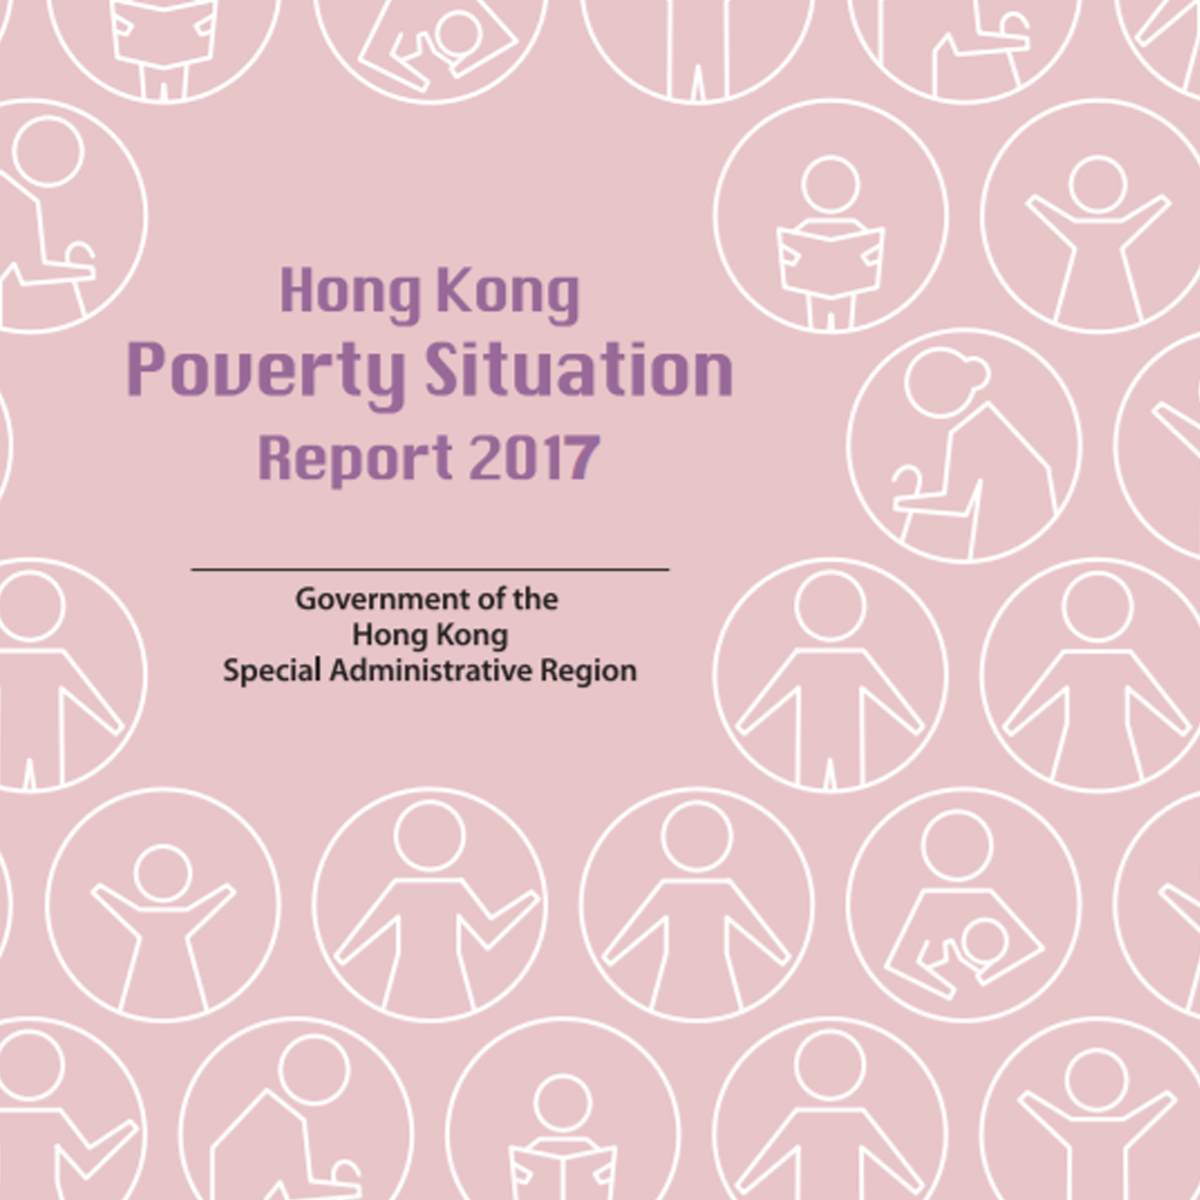 Hong Kong
Poverty Situation
Report 2017
Government of the
Hong Kong
Special Administrative Region